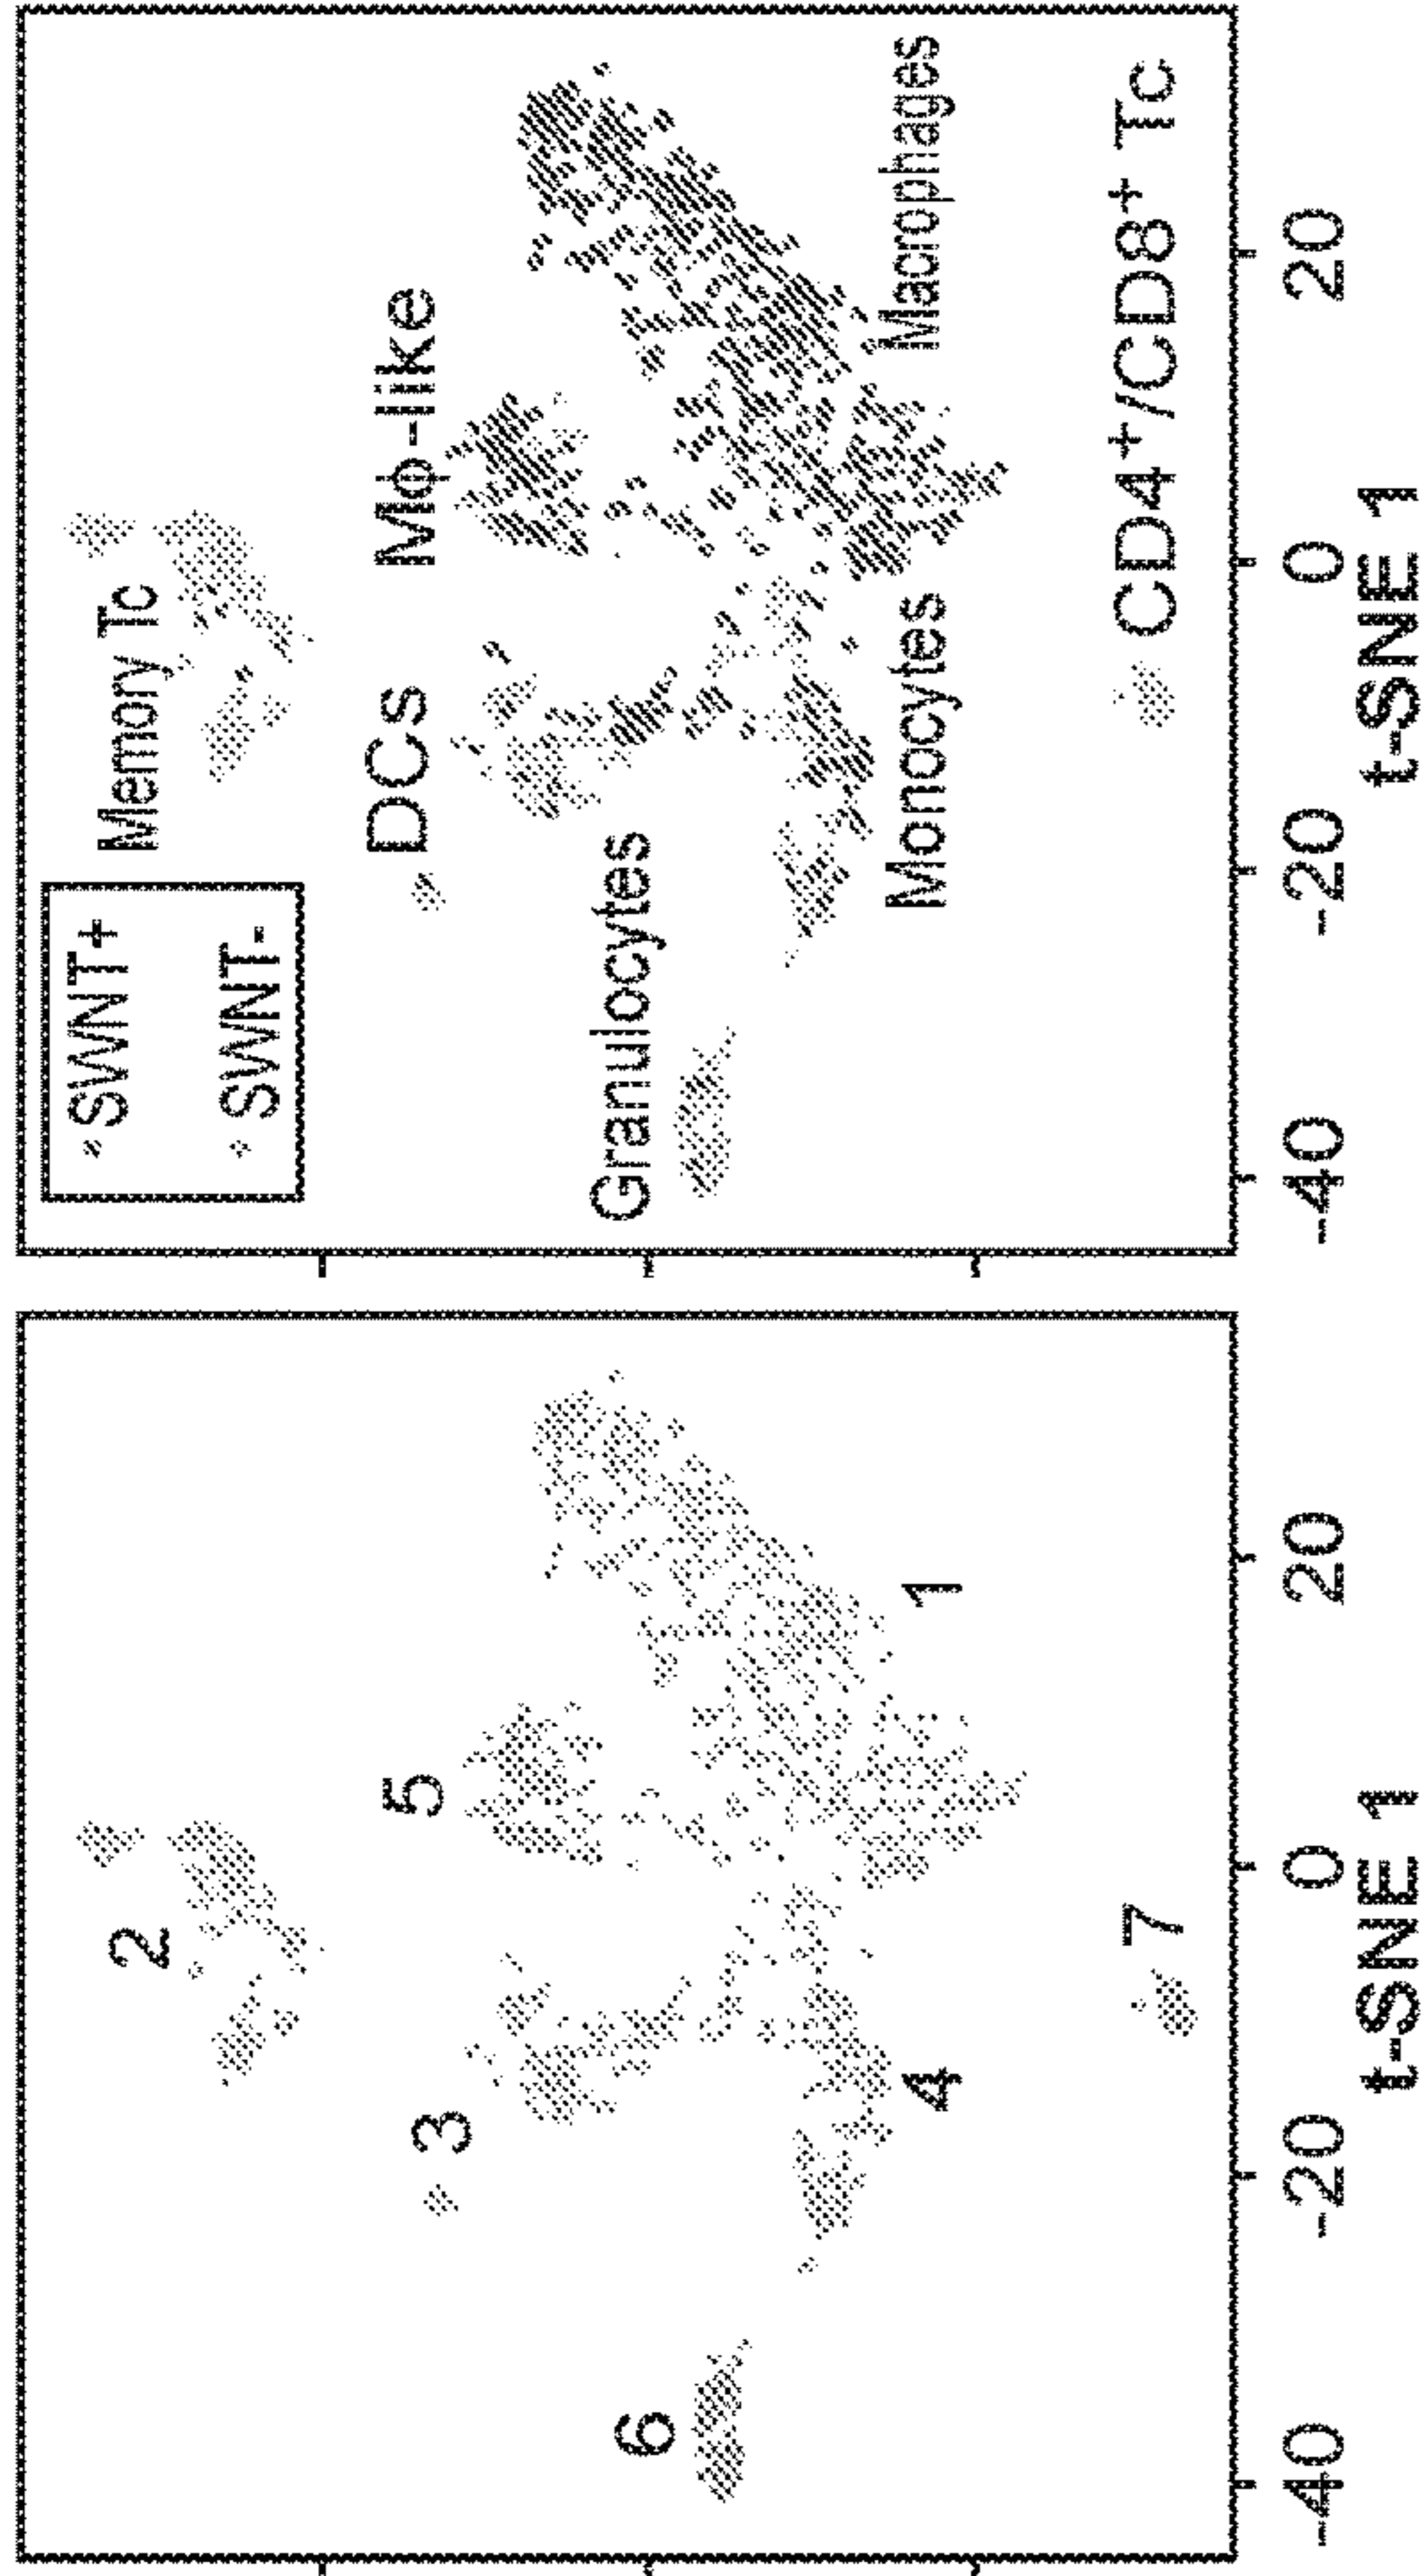 2
5
3
6
1
4
7
-40
-20
0
20
t-SNE 1
SWNT+
SWNT-
Memory Tc
Mϕ-like
DCs
Granulocytes
Macrophages
Monocytes
CD4⁺/CD8⁺ Tc
-40
-20
0
20
t-SNE 1